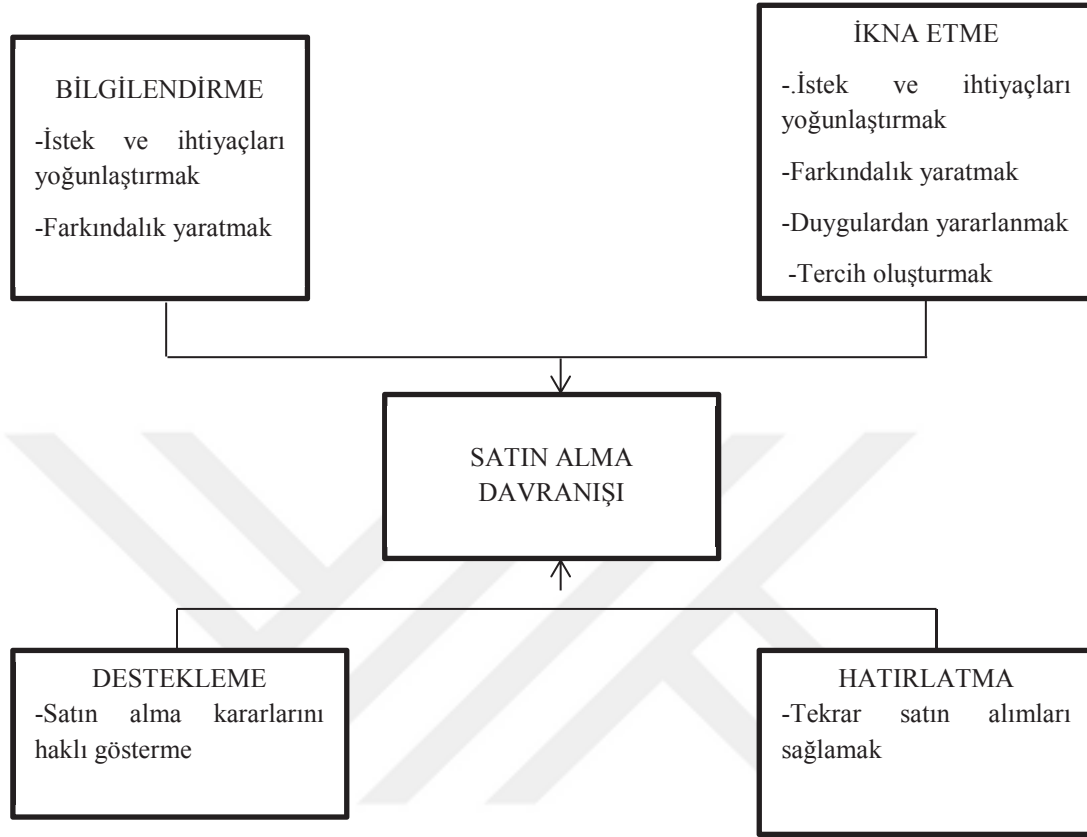 BİLGİLENDİRME
-İstek ve ihtiyaçları
yoğunlaştırmak
-Farkındalık yaratmak
İKNA ETME
-.İstek ve ihtiyaçları
yoğunlaştırmak
-Farkındalık yaratmak
-Duygulardan yararlanmak
-Tercih oluşturmak
SATIN ALMA
DAVRANIŞI
DESTEKLEME
-Satın alma kararlarını
haklı gösterme
HATIRLATMA
-Tekrar satın alımları
sağlamak